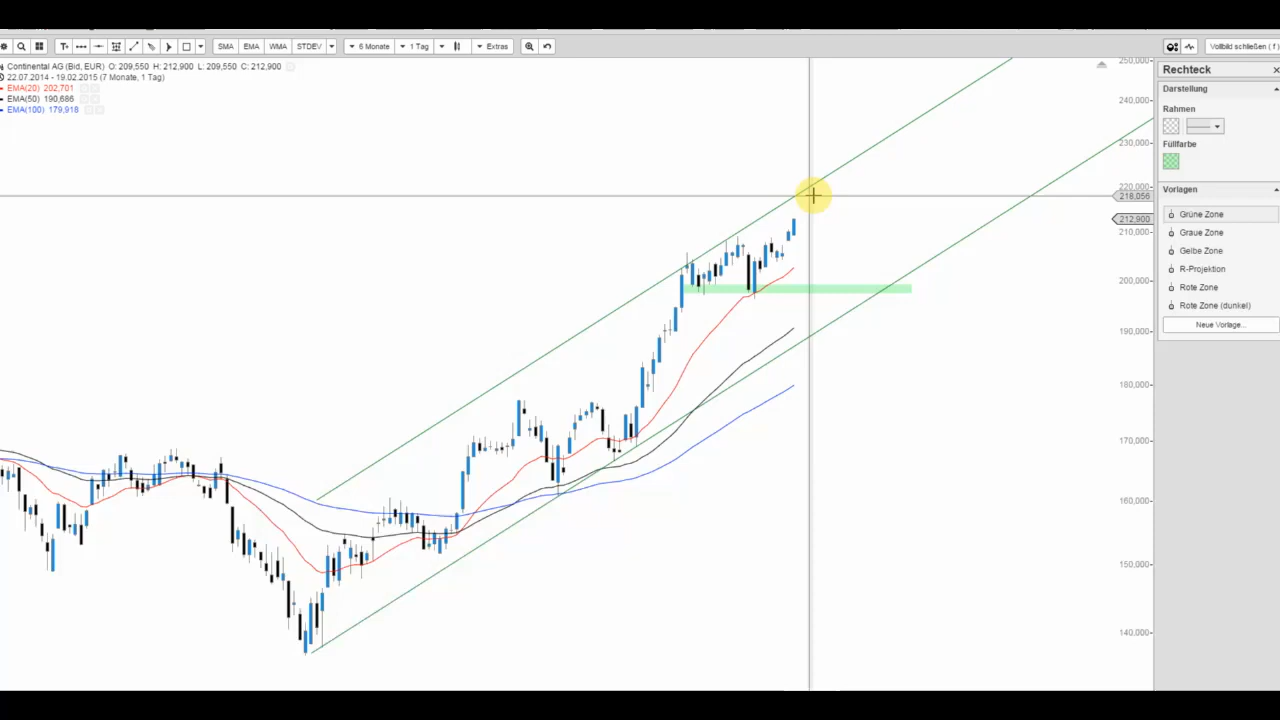 T+
SMA EMA WMA STDEV 6 Monate 1 Tag Extras Vollbild schließen ( f )
Continental AG (Bid, EUR) O: 209,550 H: 212,900 L: 209,550 C: 212,900
22.07.2014 - 19.02.2015 (7 Monate, 1 Tag)
EMA(20) 202,701
EMA(50) 190,686
EMA(100) 179,918
250,000
240,000
230,000
220,000
218,056
212,900
210,000
200,000
190,000
180,000
170,000
160,000
150,000
140,000
Rechteck
Darstellung
Rahmen
Füllfarbe
Vorlagen
Grüne Zone
Graue Zone
Gelbe Zone
R-Projektion
Rote Zone
Rote Zone (dunkel)
Neue Vorlage...